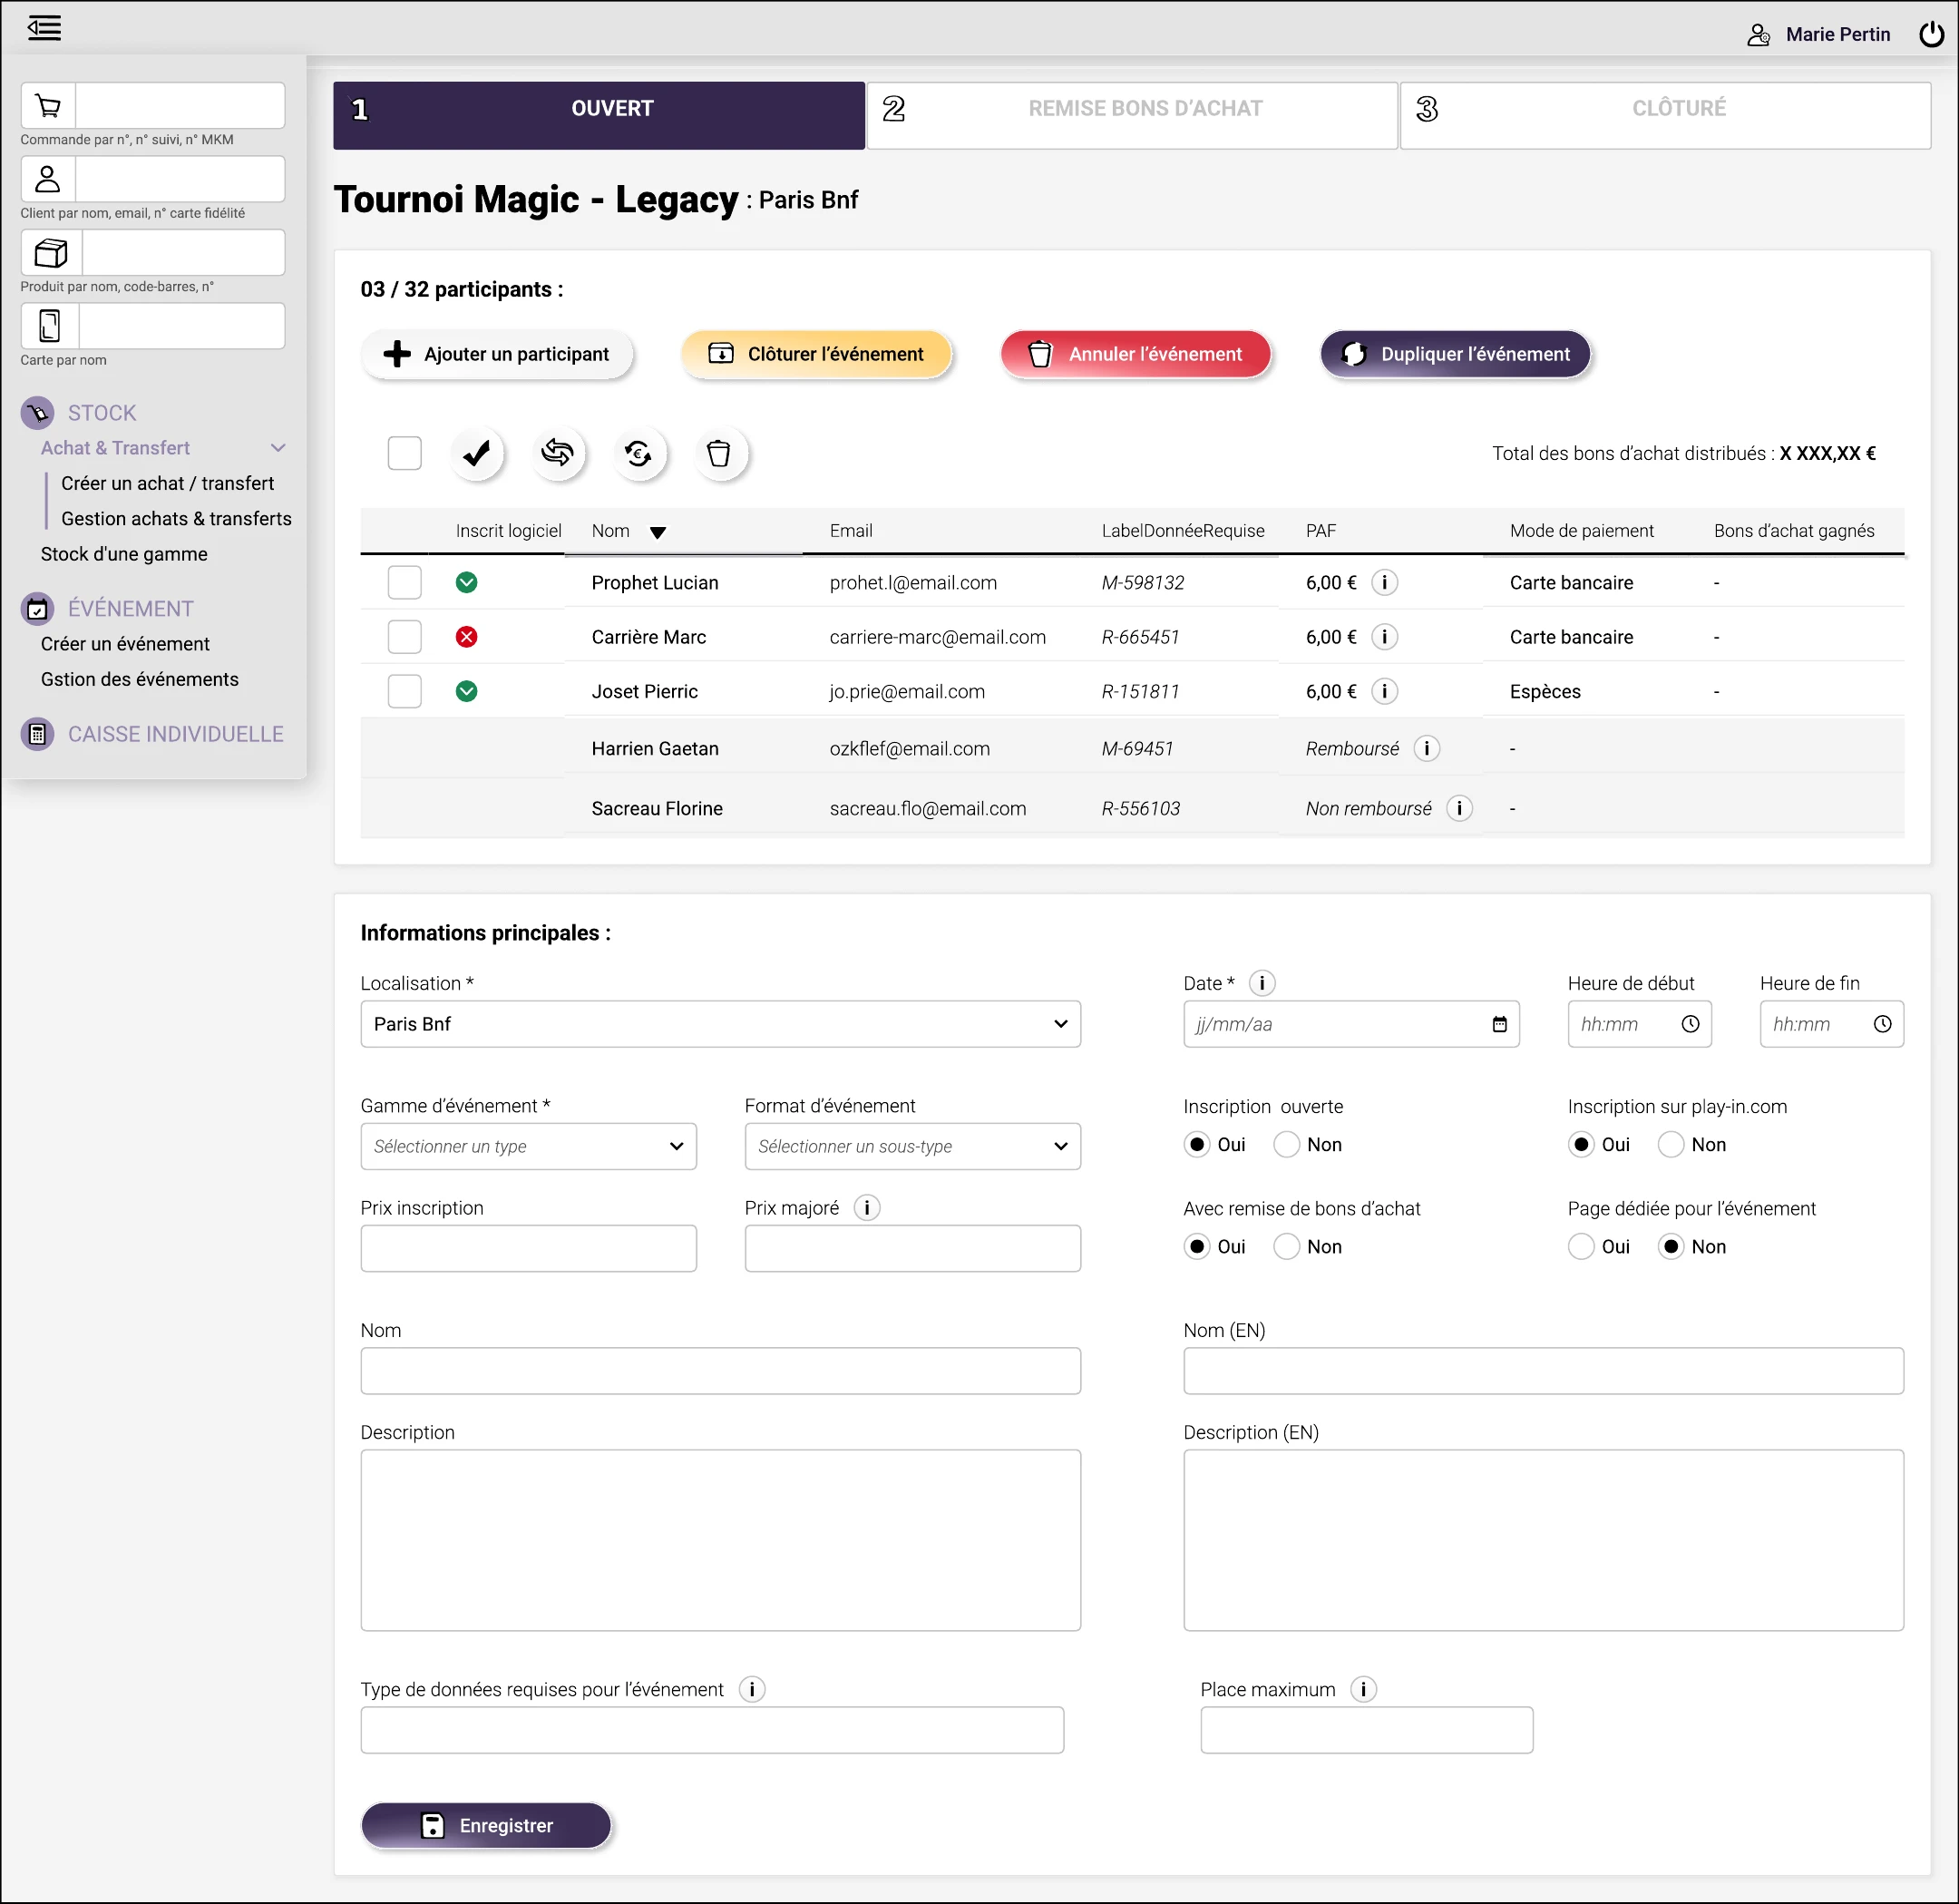 Marie Pertin
Commande par n°, n° suivi, n° MKM
Client par nom, email, n° carte fidélité
Produit par nom, code-barres, n°
Carte par nom
STOCK
Achat & Transfert
Créer un achat / transfert
Gestion achats & transferts
Stock d'une gamme
ÉVÉNEMENT
Créer un événement
Gstion des événements
CAISSE INDIVIDUELLE
1 OUVERT
2 REMISE BONS D’ACHAT
3 CLÔTURÉ
Tournoi Magic - Legacy : Paris Bnf
03 / 32 participants :
Ajouter un participant
Clôturer l’événement
Annuler l’événement
Dupliquer l’événement
Total des bons d’achat distribués : X XXX,XX €
Inscrit logiciel Nom Email LabelDonnéeRequise PAF Mode de paiement Bons d’achat gagnés
Prophet Lucian prohet.l@email.com M-598132 6,00 € i Carte bancaire -
Carrière Marc carriere-marc@email.com R-665451 6,00 € i Carte bancaire -
Joset Pierric jo.prie@email.com R-151811 6,00 € i Espèces -
Harrien Gaetan ozkflef@email.com M-69451 Remboursé i -
Sacreau Florine sacreau.flo@email.com R-556103 Non remboursé i -
Informations principales :
Localisation * Date * i Heure de début Heure de fin
Paris Bnf jj/mm/aa hh:mm hh:mm
Gamme d’événement * Format d’événement Inscription ouverte Inscription sur play-in.com
Sélectionner un type Sélectionner un sous-type Oui Non Oui Non
Prix inscription Prix majoré i Avec remise de bons d’achat Page dédiée pour l’événement
Oui Non Oui Non
Nom Nom (EN)
Description Description (EN)
Type de données requises pour l’événement i Place maximum i
Enregistrer